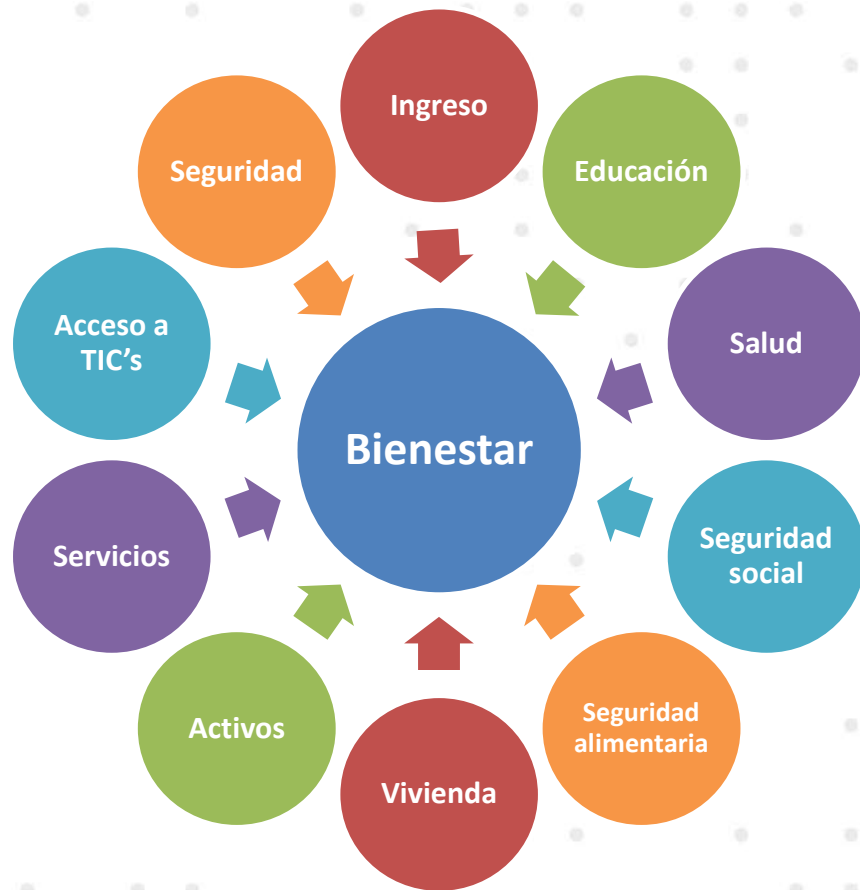 Ingreso
Educación
Salud
Seguridad
social
Seguridad
alimentaria
Vivienda
Activos
Servicios
Acceso a
TIC’s
Seguridad
Bienestar